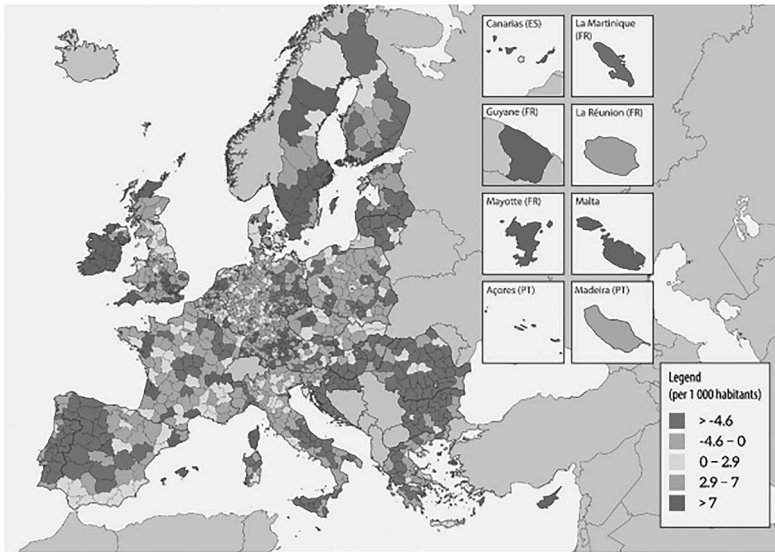 Canarias (ES)
La Martinique
(FR)
Guyane (FR)
La Réunion (FR)
Mayotte (FR)
Malta
Açores (PT)
Madeira (PT)
Legend
(per 1 000 habitants)
> -4.6
-4.6 – 0
0 – 2.9
2.9 – 7
> 7